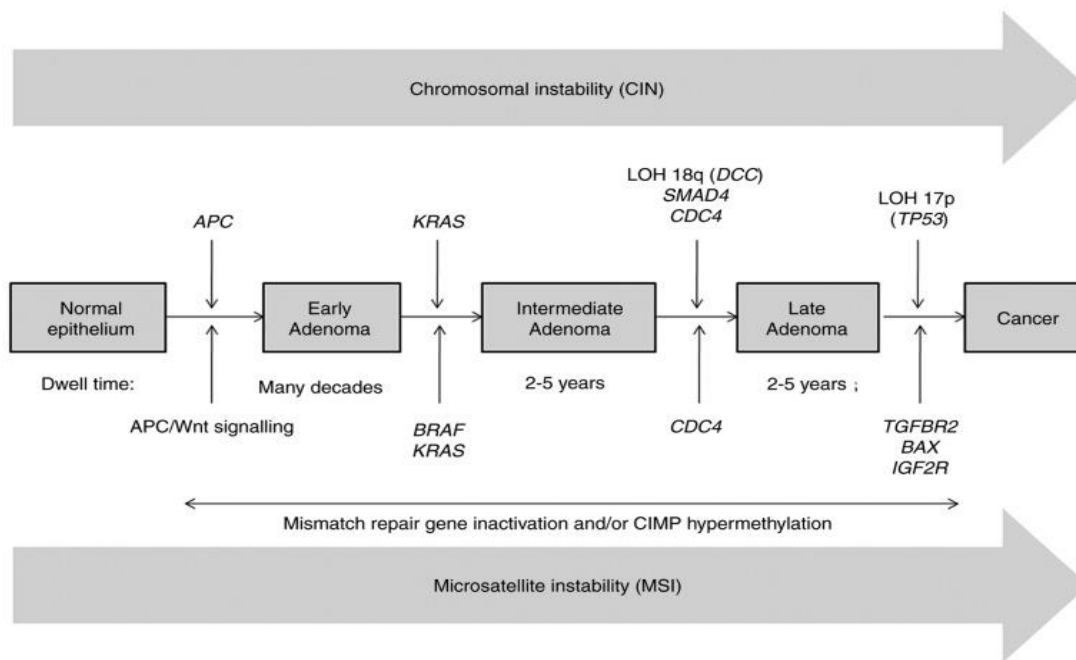 Chromosomal instability (CIN)
LOH 18q (DCC)
SMAD4
CDC4
LOH 17p
(TP53)
APC
KRAS
Normal
epithelium
Early
Adenoma
Intermediate
Adenoma
Late
Adenoma
Cancer
Dwell time:
Many decades
2-5 years
2-5 years ;
APC/Wnt signalling
BRAF
KRAS
CDC4
TGFBR2
BAX
IGF2R
Mismatch repair gene inactivation and/or CIMP hypermethylation
Microsatellite instability (MSI)